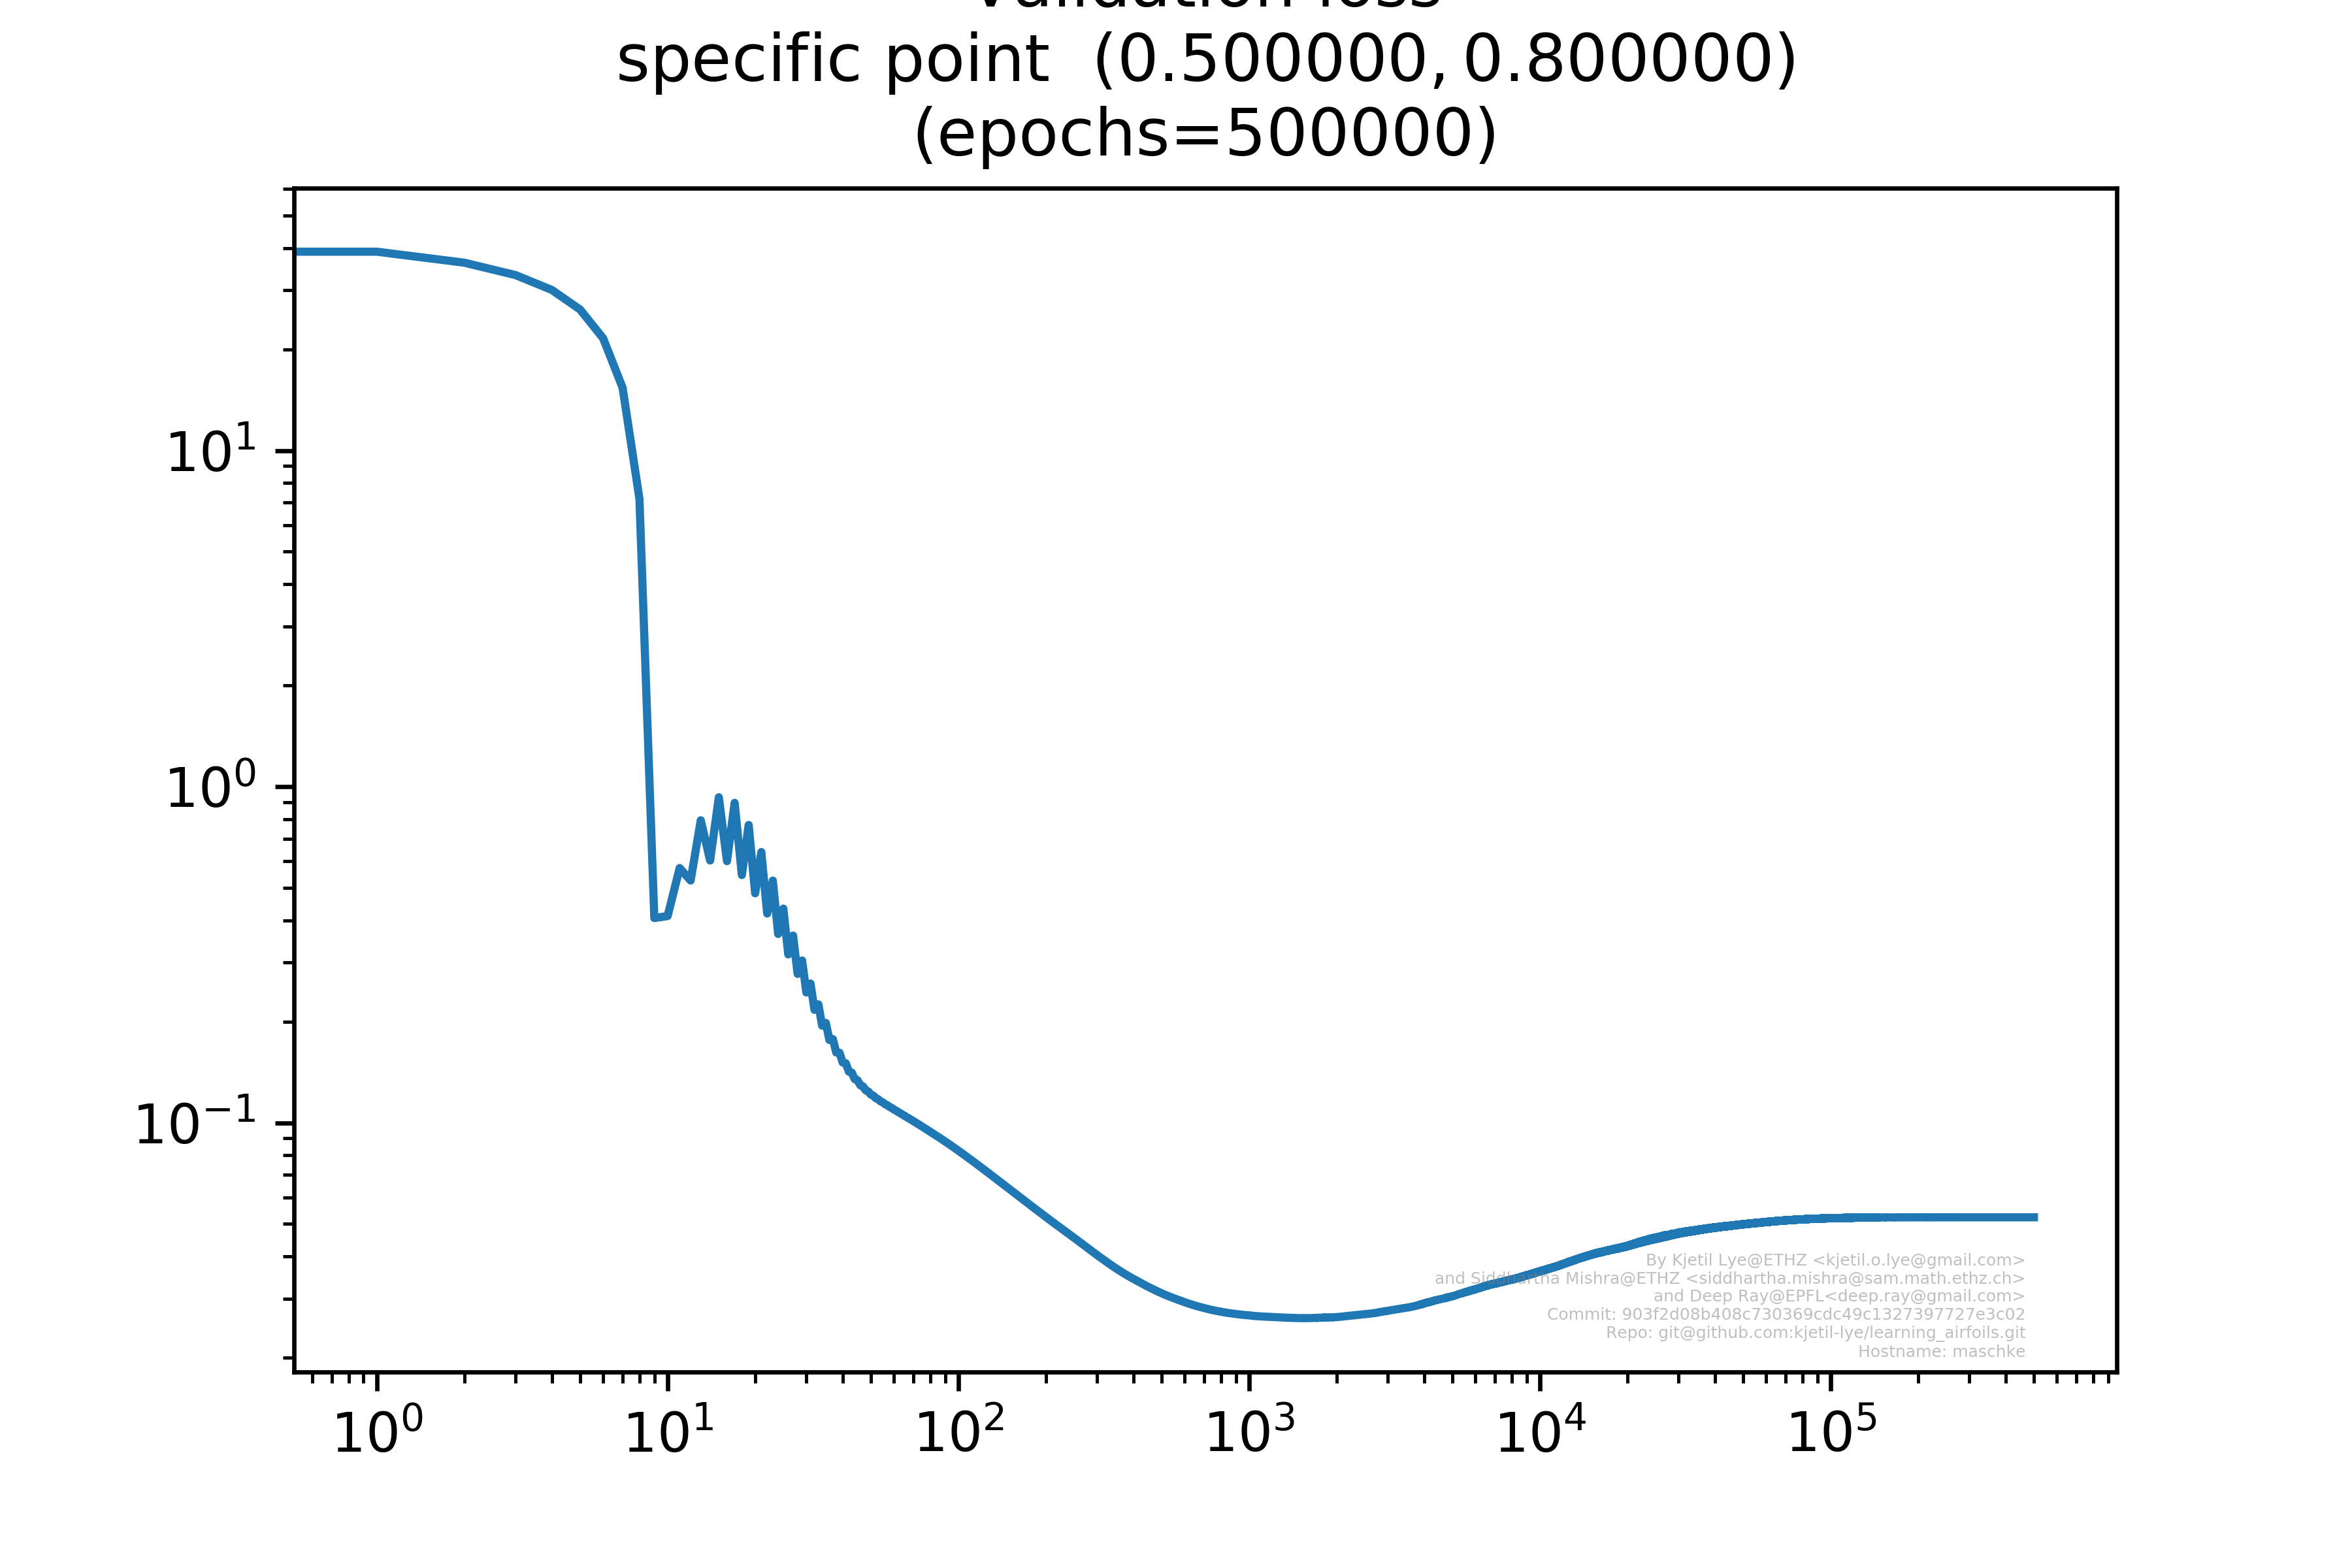 validation loss
specific point (0.500000, 0.800000)
(epochs=500000)
10^1
10^0
10^−1
By Kjetil Lye@ETHZ <kjetil.o.lye@gmail.com>
and Siddhartha Mishra@ETHZ <siddhartha.mishra@sam.math.ethz.ch>
and Deep Ray@EPFL<deep.ray@gmail.com>
Commit: 903f2d08b408c730369cdc49c1327397727e3c02
Repo: git@github.com:kjetil-lye/learning_airfoils.git
Hostname: maschke
10^0 10^1 10^2 10^3 10^4 10^5